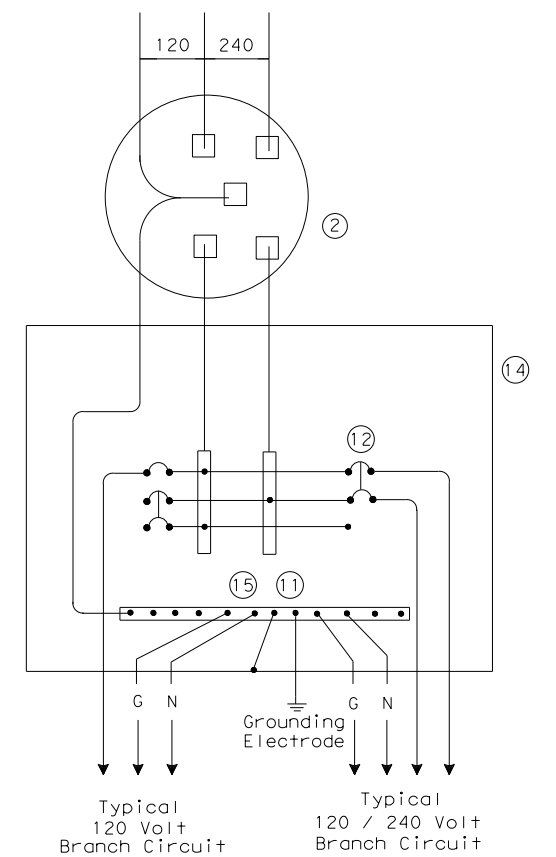 120 240
2
14
12
15 11
G N G N
Grounding
Electrode
Typical
120 Volt
Branch Circuit
Typical
120 / 240 Volt
Branch Circuit